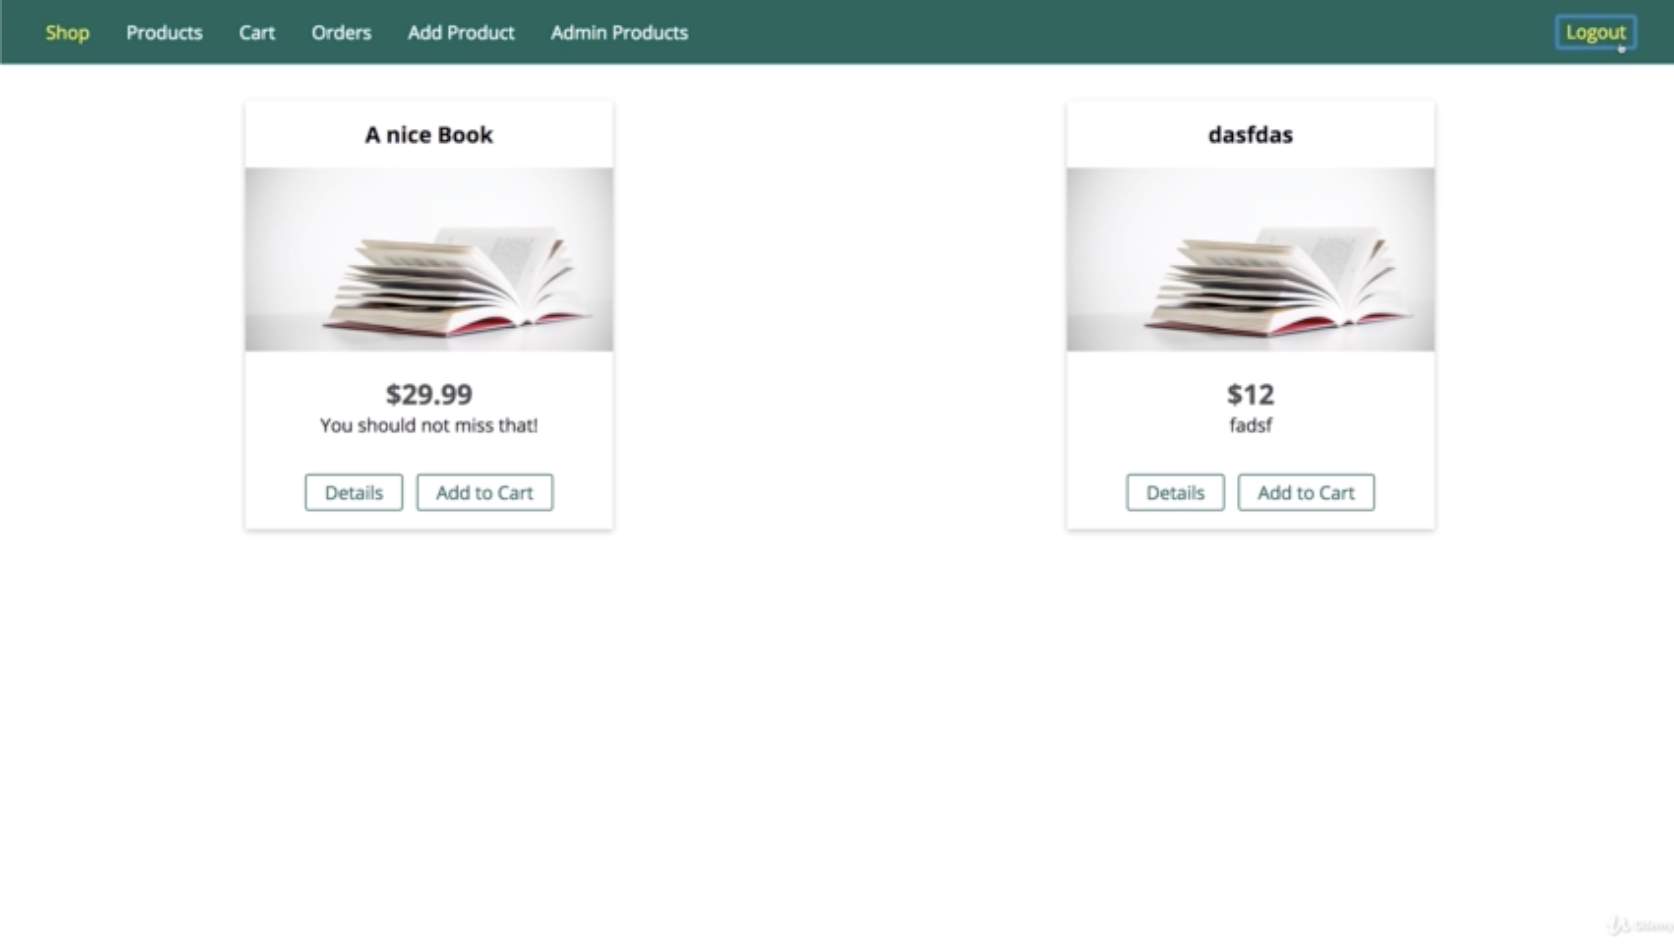 Shop Products Cart Orders Add Product Admin Products Logout
A nice Book
dasfdas
$29.99
You should not miss that!
$12
fadsf
Details Add to Cart
Details Add to Cart
Udemy